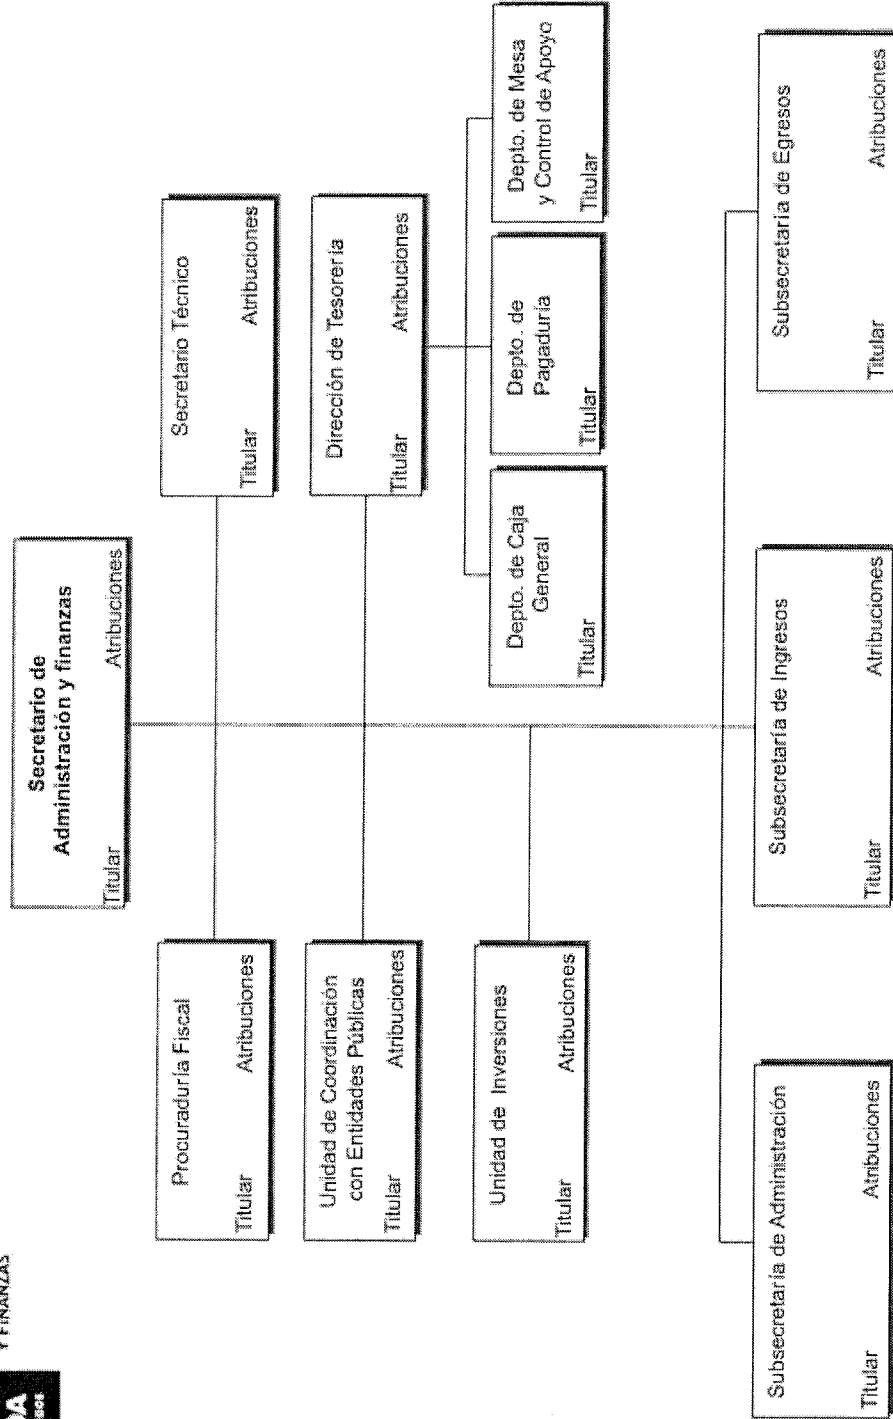 Y FINANZAS
Secretario de
Administración y finanzas
Titular Atribuciones
Procuraduría Fiscal
Titular Atribuciones
Secretario Técnico
Titular Atribuciones
Unidad de Coordinación
con Entidades Públicas
Titular Atribuciones
Dirección de Tesorería
Titular Atribuciones
Unidad de Inversiones
Titular Atribuciones
Depto. de Caja
General
Titular
Depto. de
Pagaduría
Titular
Depto. de Mesa
y Control de Apoyo
Titular
Subsecretaría de Administración
Titular Atribuciones
Subsecretaría de Ingresos
Titular Atribuciones
Subsecretaría de Egresos
Titular Atribuciones